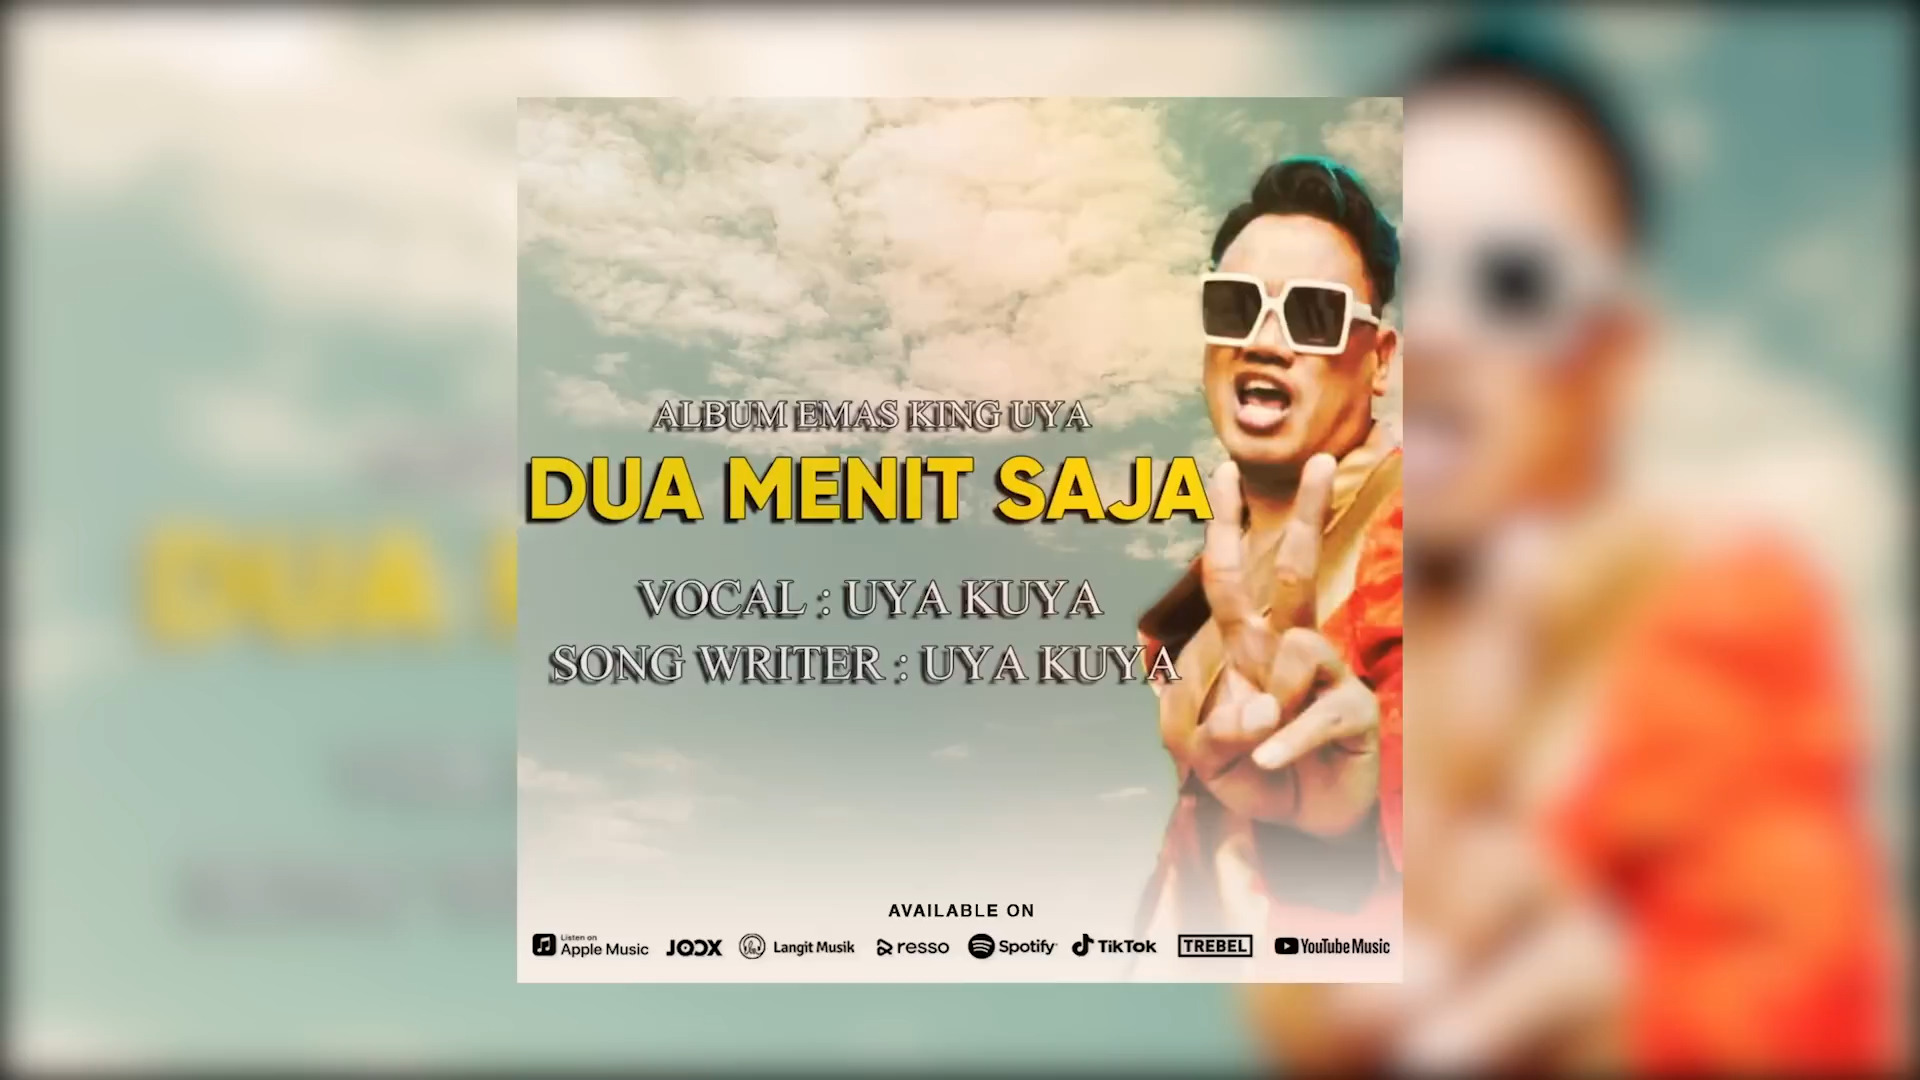 ALBUM EMAS KING UYA
DUA MENIT SAJA
VOCAL : UYA KUYA
SONG WRITER : UYA KUYA
AVAILABLE ON
Listen on
Apple Music JOOX Langit Musik resso Spotify TikTok TREBEL YouTube Music